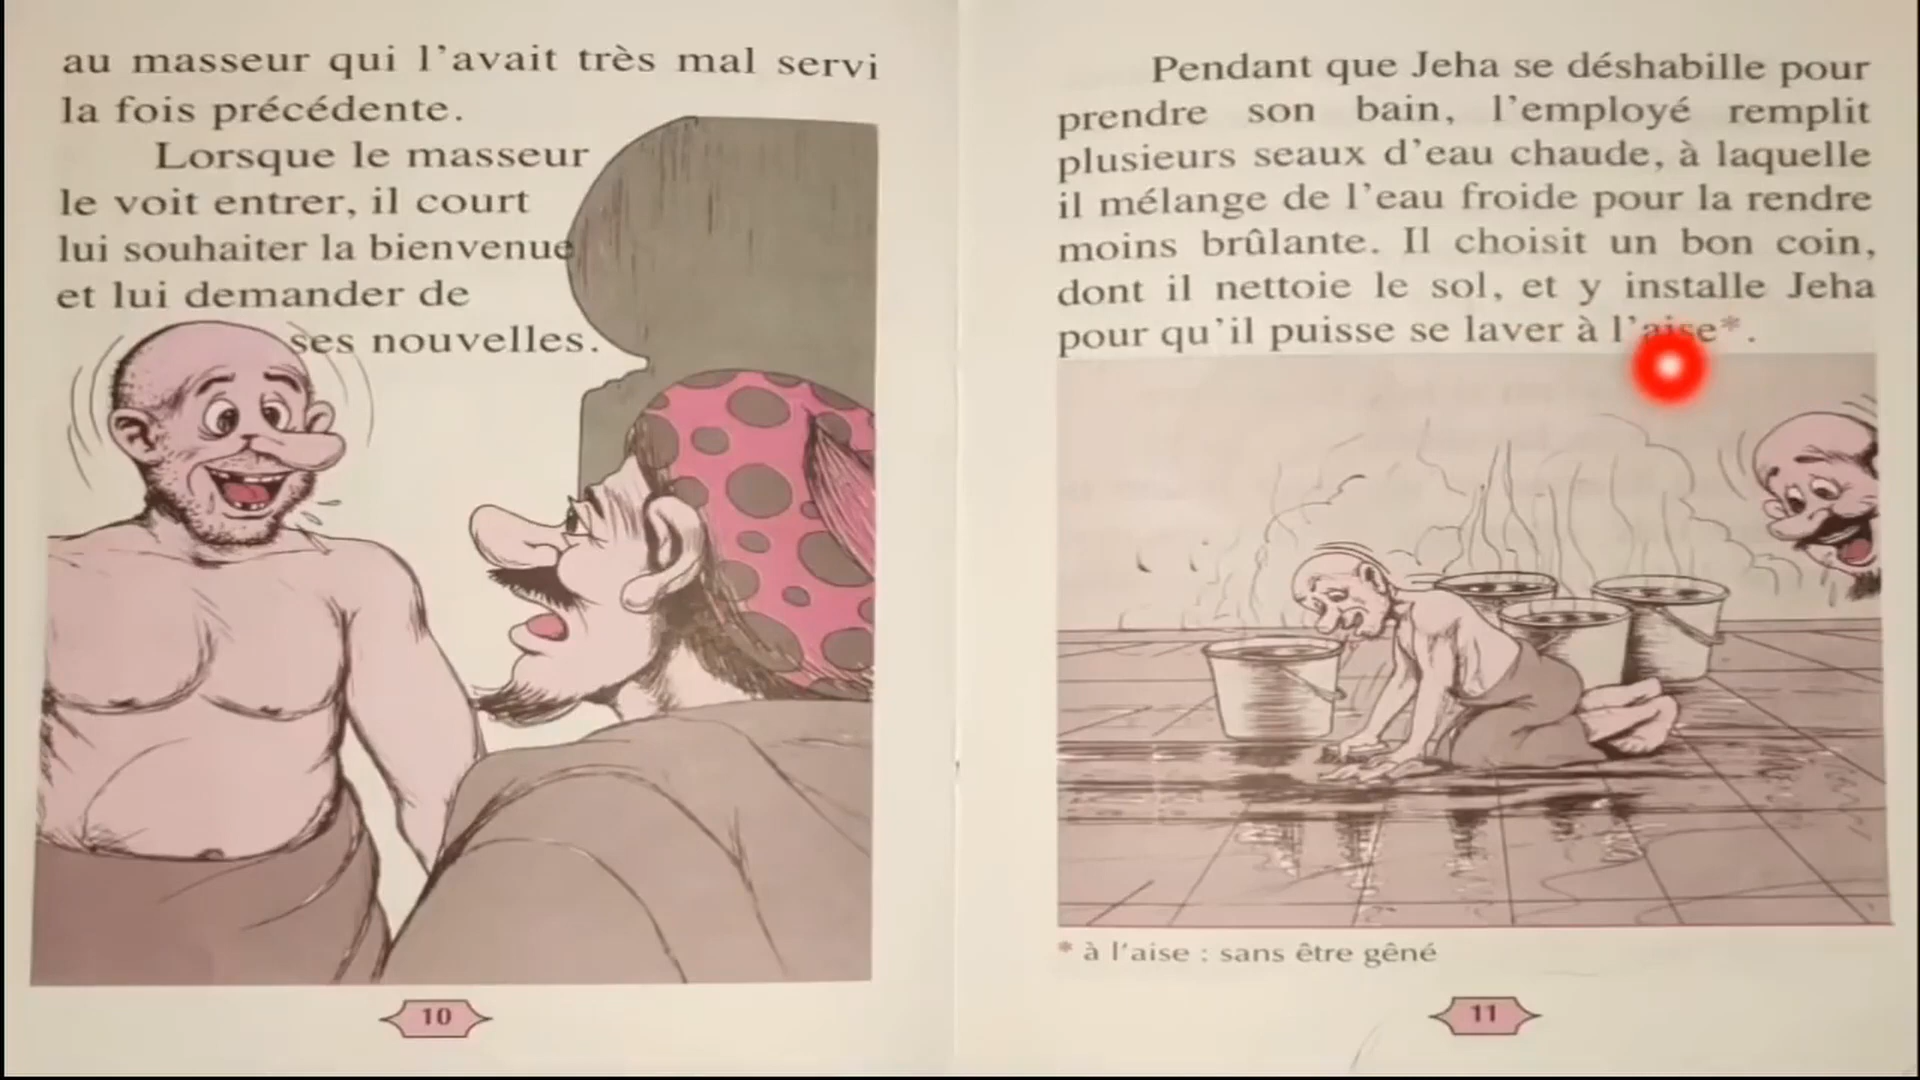 au masseur qui l'avait très mal servi
la fois précédente.
Lorsque le masseur
le voit entrer, il court
lui souhaiter la bienvenue
et lui demander de
ses nouvelles.
10
Pendant que Jeha se déshabille pour
prendre son bain, l'employé remplit
plusieurs seaux d'eau chaude, à laquelle
il mélange de l'eau froide pour la rendre
moins brûlante. Il choisit un bon coin,
dont il nettoie le sol, et y installe Jeha
pour qu'il puisse se laver à l'aise*.
* à l'aise : sans être gêné
11